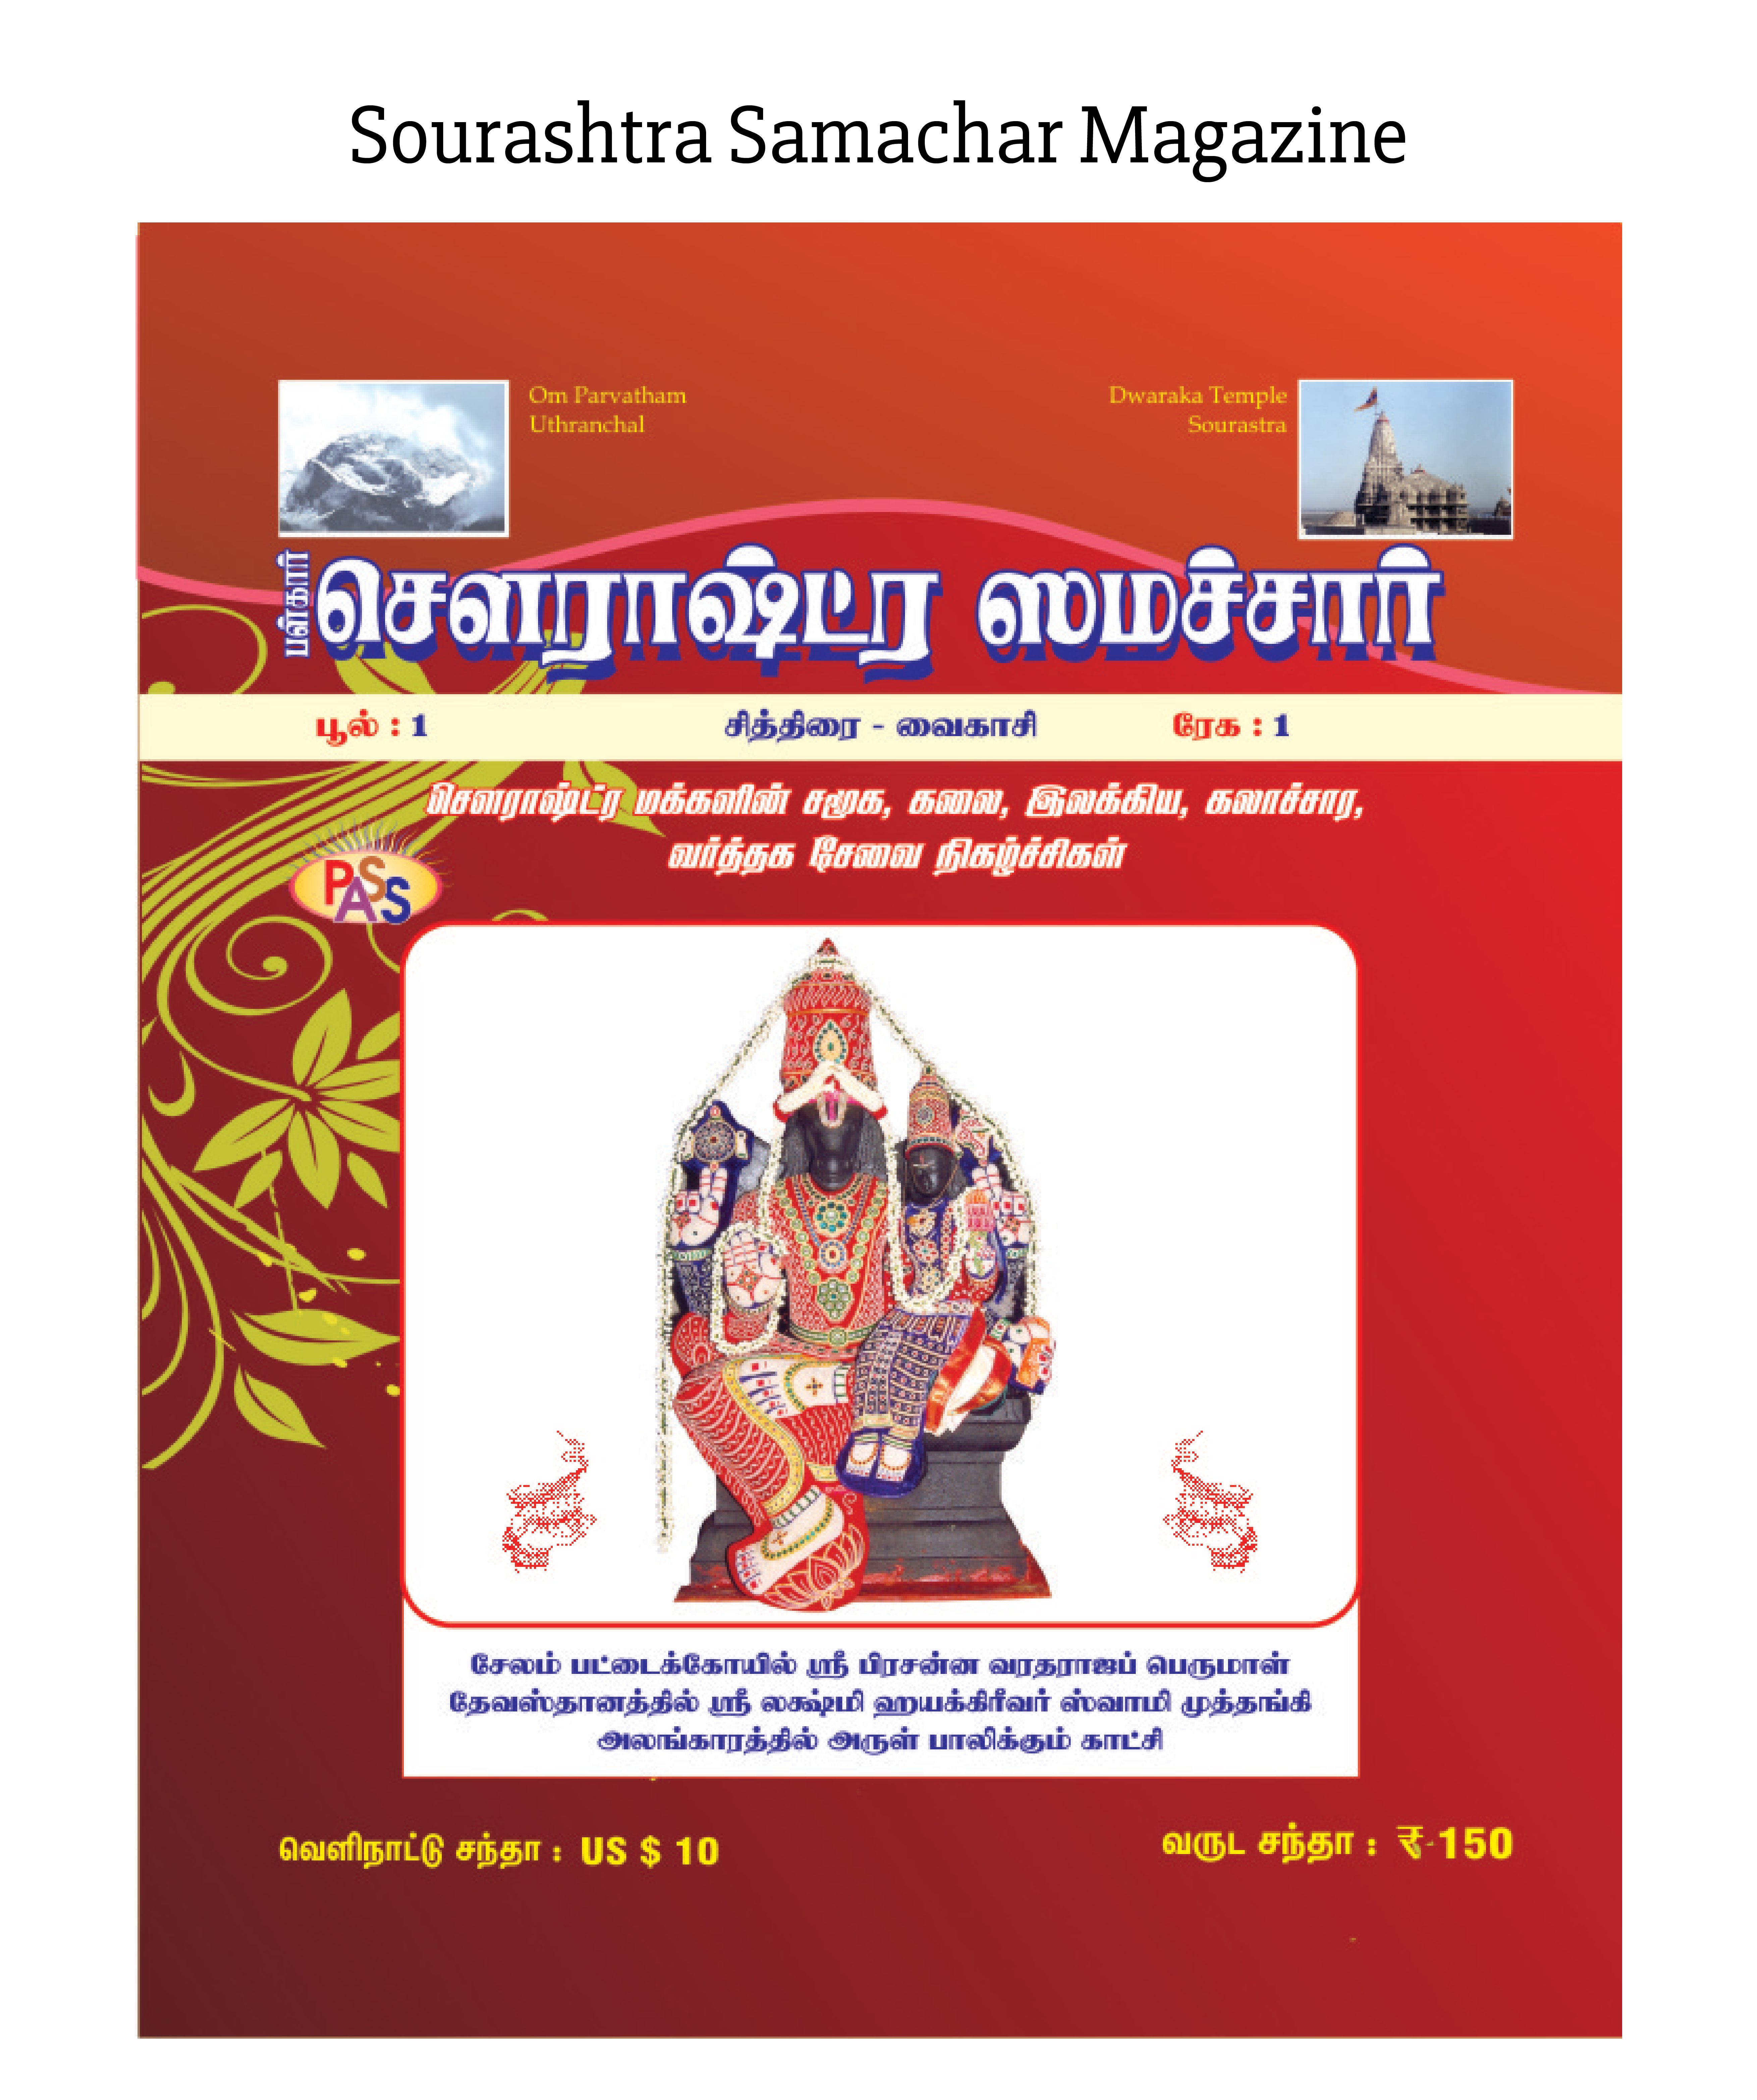 Sourashtra Samachar Magazine
Om Parvatham
Uthranchal
Dwaraka Temple
Sourastra
பள்கார்
சௌராஷ்ட்ர ஸமச்சார்
பூல் : 1 சித்திரை - வைகாசி ரேக : 1
சௌராஷ்ட்ர மக்களின் சமூக, கலை, இலக்கிய, கலாச்சார,
வர்த்தக சேவை நிகழ்ச்சிகள்
PASS
சேலம் பட்டைக்கோயில் ஸ்ரீ பிரசன்ன வரதராஜப் பெருமாள்
தேவஸ்தானத்தில் ஸ்ரீ லக்ஷ்மி ஹயக்கிரீவர் ஸ்வாமி முத்தங்கி
அலங்காரத்தில் அருள் பாலிக்கும் காட்சி
வெளிநாட்டு சந்தா : US $ 10
வருட சந்தா : ₹-150